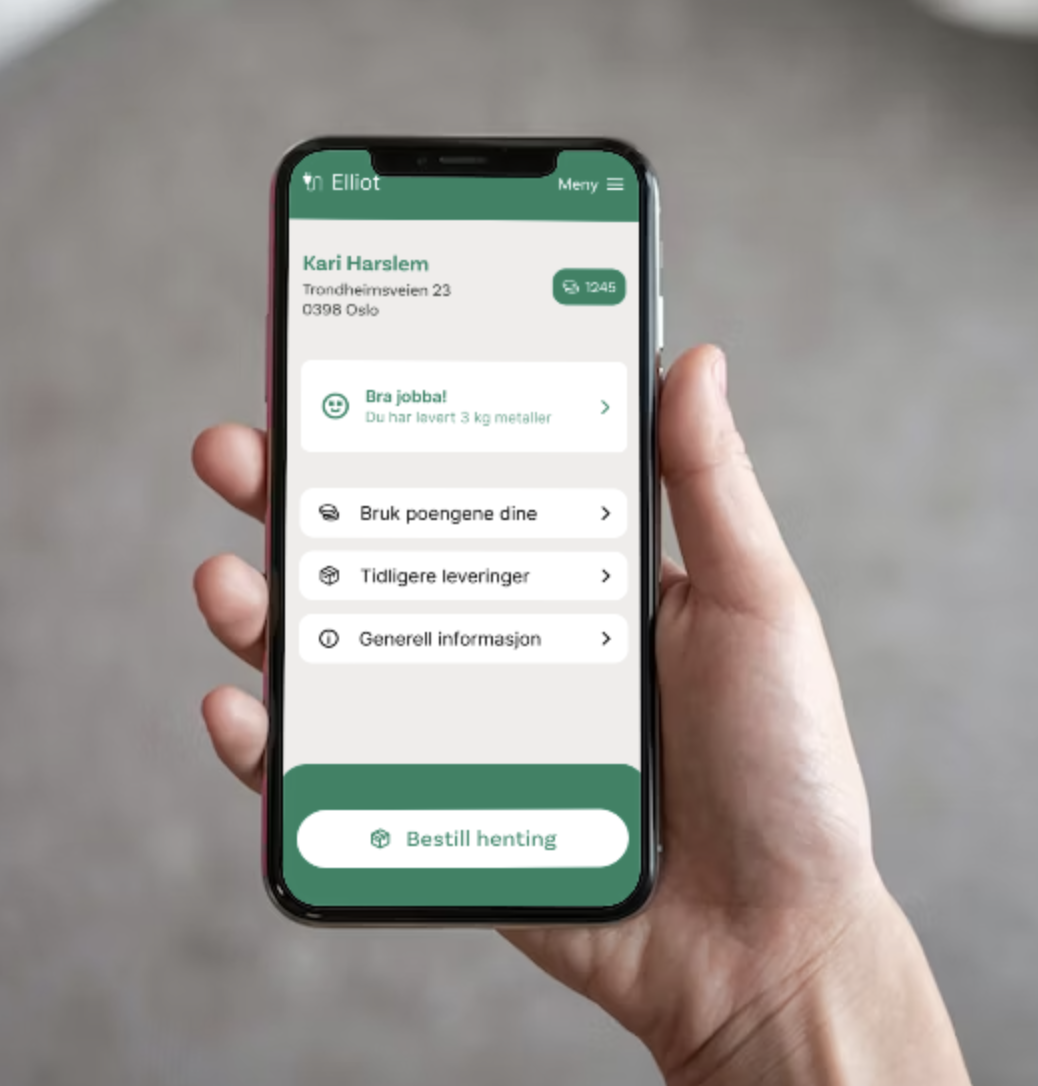 Elliot
Meny
Kari Harslem
Trondheimsveien 23
0398 Oslo
1245
Bra jobba!
Du har levert 3 kg metaller
Bruk poengene dine
Tidligere leveringer
Generell informasjon
Bestill henting